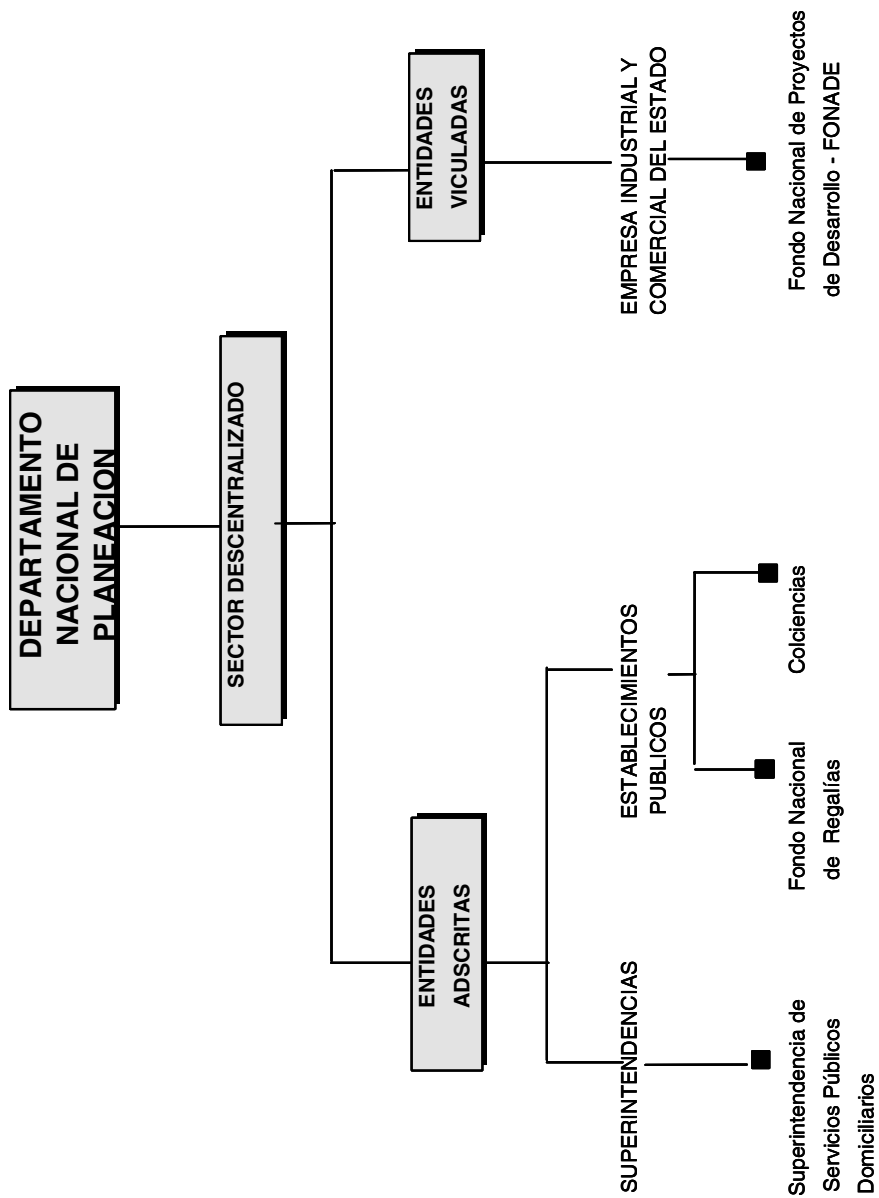 DEPARTAMENTO
NACIONAL DE
PLANEACION
SECTOR DESCENTRALIZADO
ENTIDADES
ADSCRITAS
ENTIDADES
VICULADAS
SUPERINTENDENCIAS
ESTABLECIMIENTOS
PUBLICOS
EMPRESA INDUSTRIAL Y
COMERCIAL DEL ESTADO
Superintendencia de
Servicios Públicos
Domiciliarios
Fondo Nacional
de Regalías
Colciencias
Fondo Nacional de Proyectos
de Desarrollo - FONADE